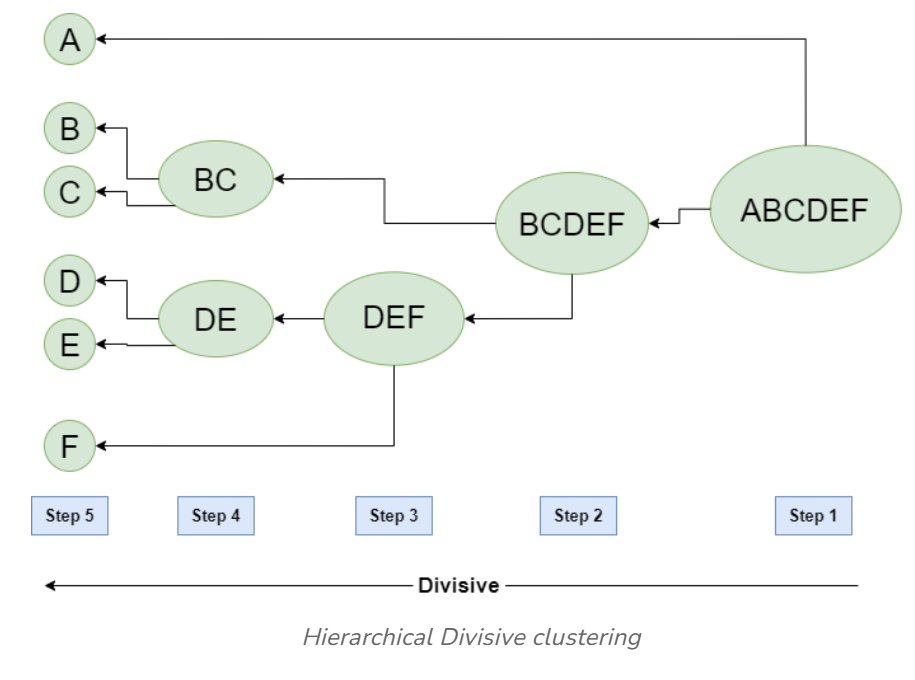 A
B
BC
C
BCDEF
ABCDEF
D
DE
DEF
E
F
Step 5
Step 4
Step 3
Step 2
Step 1
Divisive
Hierarchical Divisive clustering